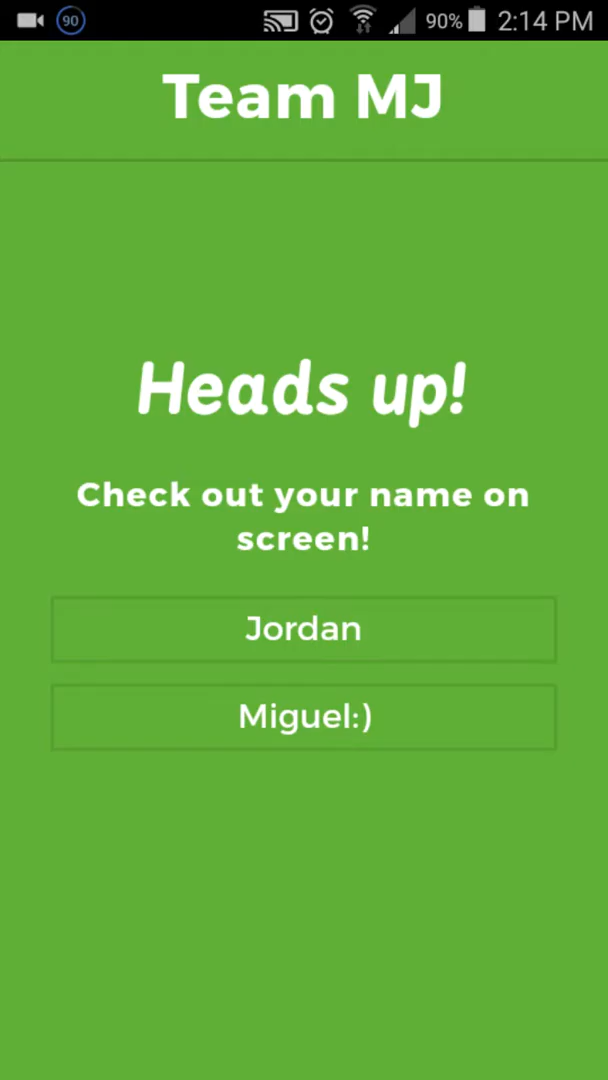 90 90% 2:14 PM
Team MJ
Heads up!
Check out your name on
screen!
Jordan
Miguel:)